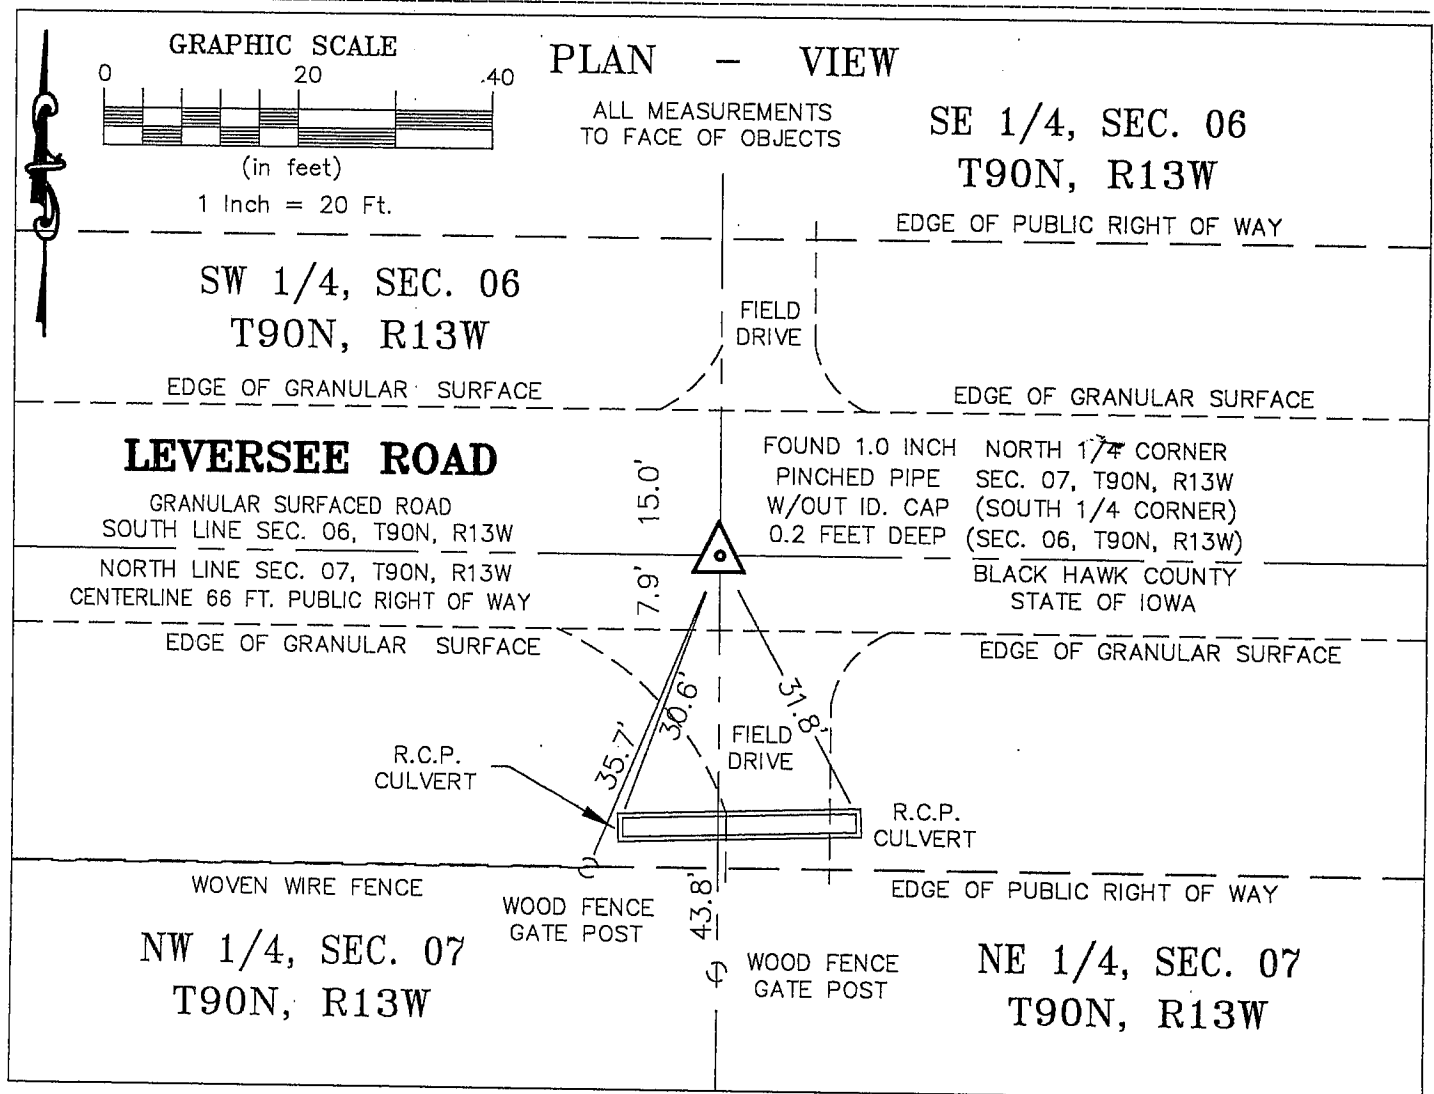 GRAPHIC SCALE
0 20 40
(in feet)
1 Inch = 20 Ft.
PLAN - VIEW
ALL MEASUREMENTS
TO FACE OF OBJECTS
SE 1/4, SEC. 06
T90N, R13W
EDGE OF PUBLIC RIGHT OF WAY
SW 1/4, SEC. 06
T90N, R13W
FIELD
DRIVE
EDGE OF GRANULAR SURFACE
EDGE OF GRANULAR SURFACE
LEVERSEE ROAD
GRANULAR SURFACED ROAD
SOUTH LINE SEC. 06, T90N, R13W
NORTH LINE SEC. 07, T90N, R13W
CENTERLINE 66 FT. PUBLIC RIGHT OF WAY
15.0'
7.9'
FOUND 1.0 INCH
PINCHED PIPE
W/OUT ID. CAP
0.2 FEET DEEP
NORTH 1/4 CORNER
SEC. 07, T90N, R13W
(SOUTH 1/4 CORNER)
(SEC. 06, T90N, R13W)
BLACK HAWK COUNTY
STATE OF IOWA
EDGE OF GRANULAR SURFACE
EDGE OF GRANULAR SURFACE
35.7'
30.6'
31.8'
FIELD
DRIVE
R.C.P.
CULVERT
R.C.P.
CULVERT
WOVEN WIRE FENCE
EDGE OF PUBLIC RIGHT OF WAY
WOOD FENCE
GATE POST
43.8'
WOOD FENCE
GATE POST
NW 1/4, SEC. 07
T90N, R13W
NE 1/4, SEC. 07
T90N, R13W